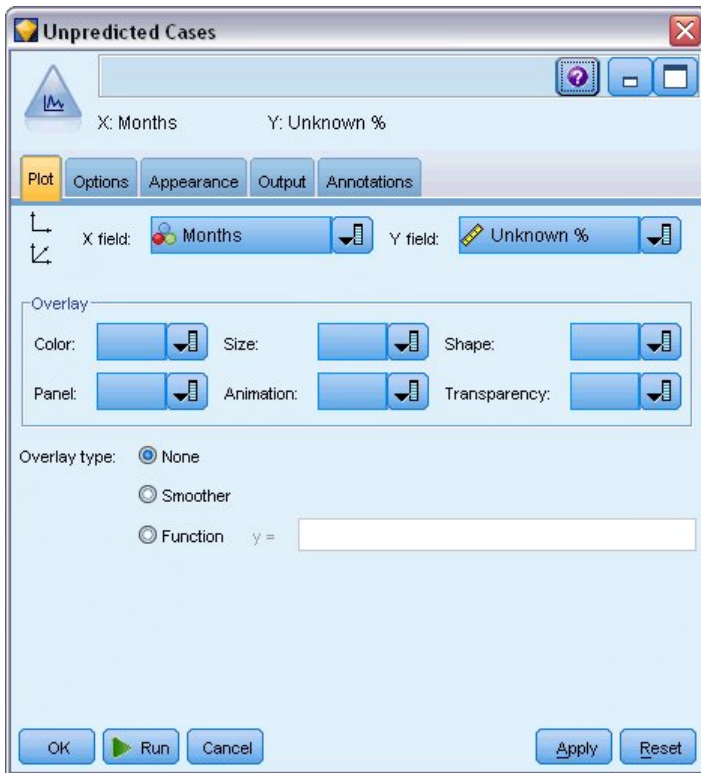 Unpredicted Cases
X: Months Y: Unknown %
Plot Options Appearance Output Annotations
X field: Months Y field: Unknown %
Overlay
Color: Size: Shape:
Panel: Animation: Transparency:
Overlay type: None
Smoother
Function y =
OK Run Cancel Apply Reset